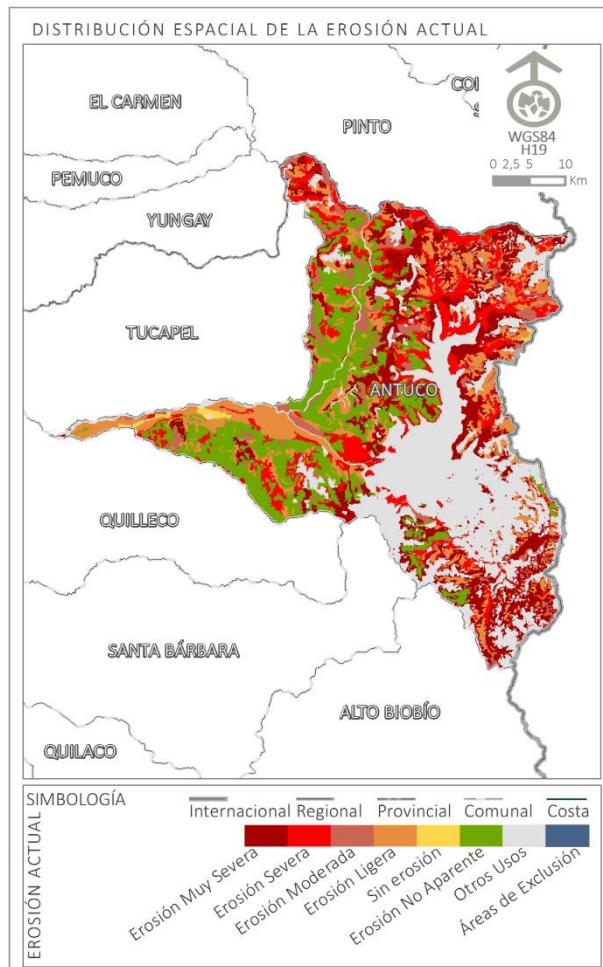 DISTRIBUCIÓN ESPACIAL DE LA EROSIÓN ACTUAL
EL CARMEN
CO
PINTO
WGS84
H19
0 2,5 5 10
Km
PEMUCO
YUNGAY
TUCAPEL
ANTUCO
QUILLECO
SANTA BÁRBARA
ALTO BIOBÍO
QUILACO
SIMBOLOGÍA
Internacional Regional Provincial Comunal Costa
EROSIÓN ACTUAL
Erosión Muy Severa
Erosión Severa
Erosión Moderada
Erosión Ligera
Sin erosión
Erosión No Aparente
Otros Usos
Áreas de Exclusión